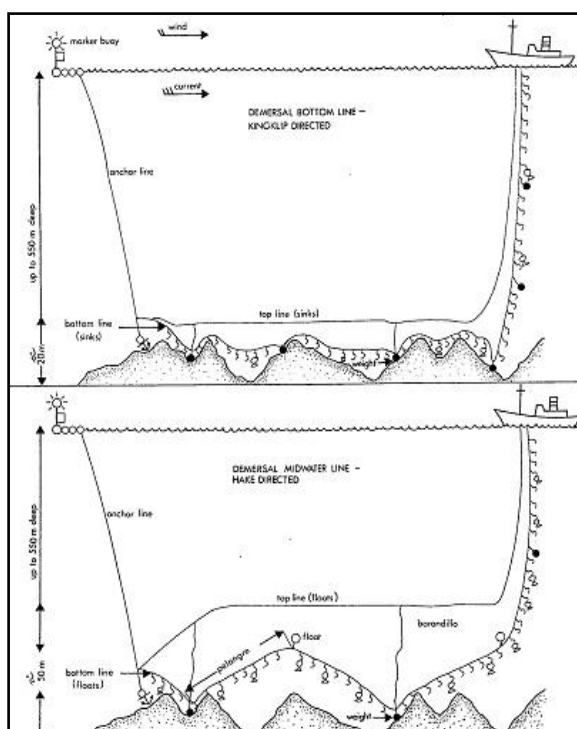 wind
marker buoy
current
DEMERSAL BOTTOM LINE –
KINGKLIP DIRECTED
anchor line
up to 550 m deep
top line (sinks)
bottom line
(sinks)
weight
20m
DEMERSAL MIDWATER LINE –
HAKE DIRECTED
anchor line
up to 550 m deep
top line (floats)
barandillo
float
palangre
bottom line
(floats)
50 m
weight